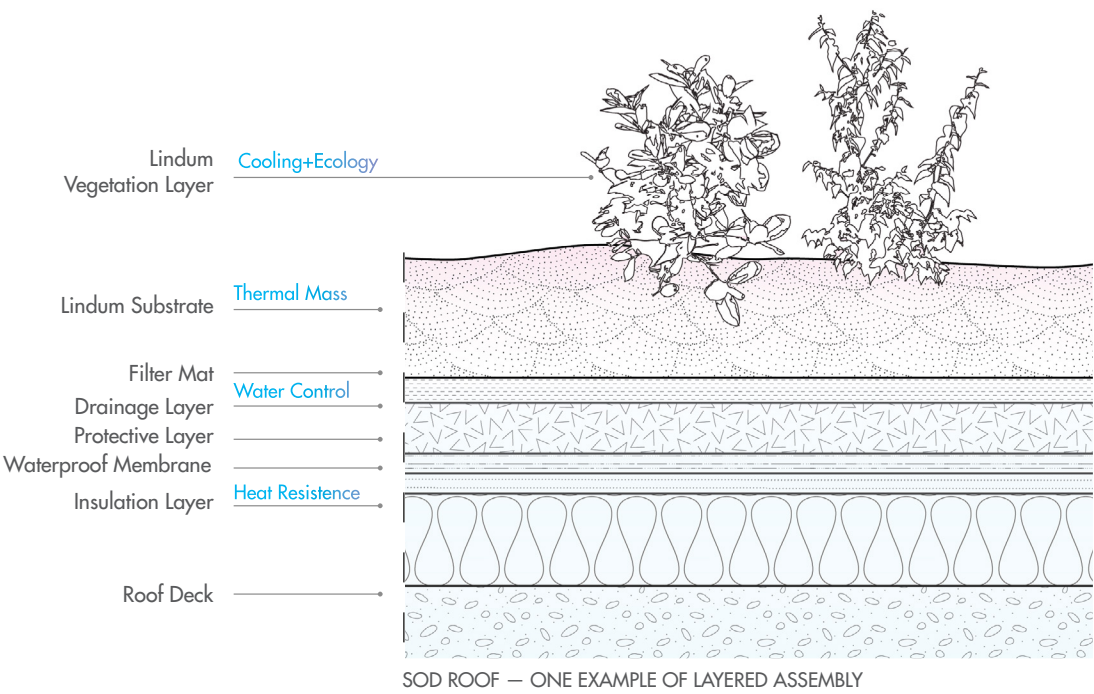 Lindum
Vegetation Layer
Cooling+Ecology
Lindum Substrate
Thermal Mass
Filter Mat
Water Control
Drainage Layer
Protective Layer
Waterproof Membrane
Insulation Layer
Heat Resistence
Roof Deck
SOD ROOF — ONE EXAMPLE OF LAYERED ASSEMBLY